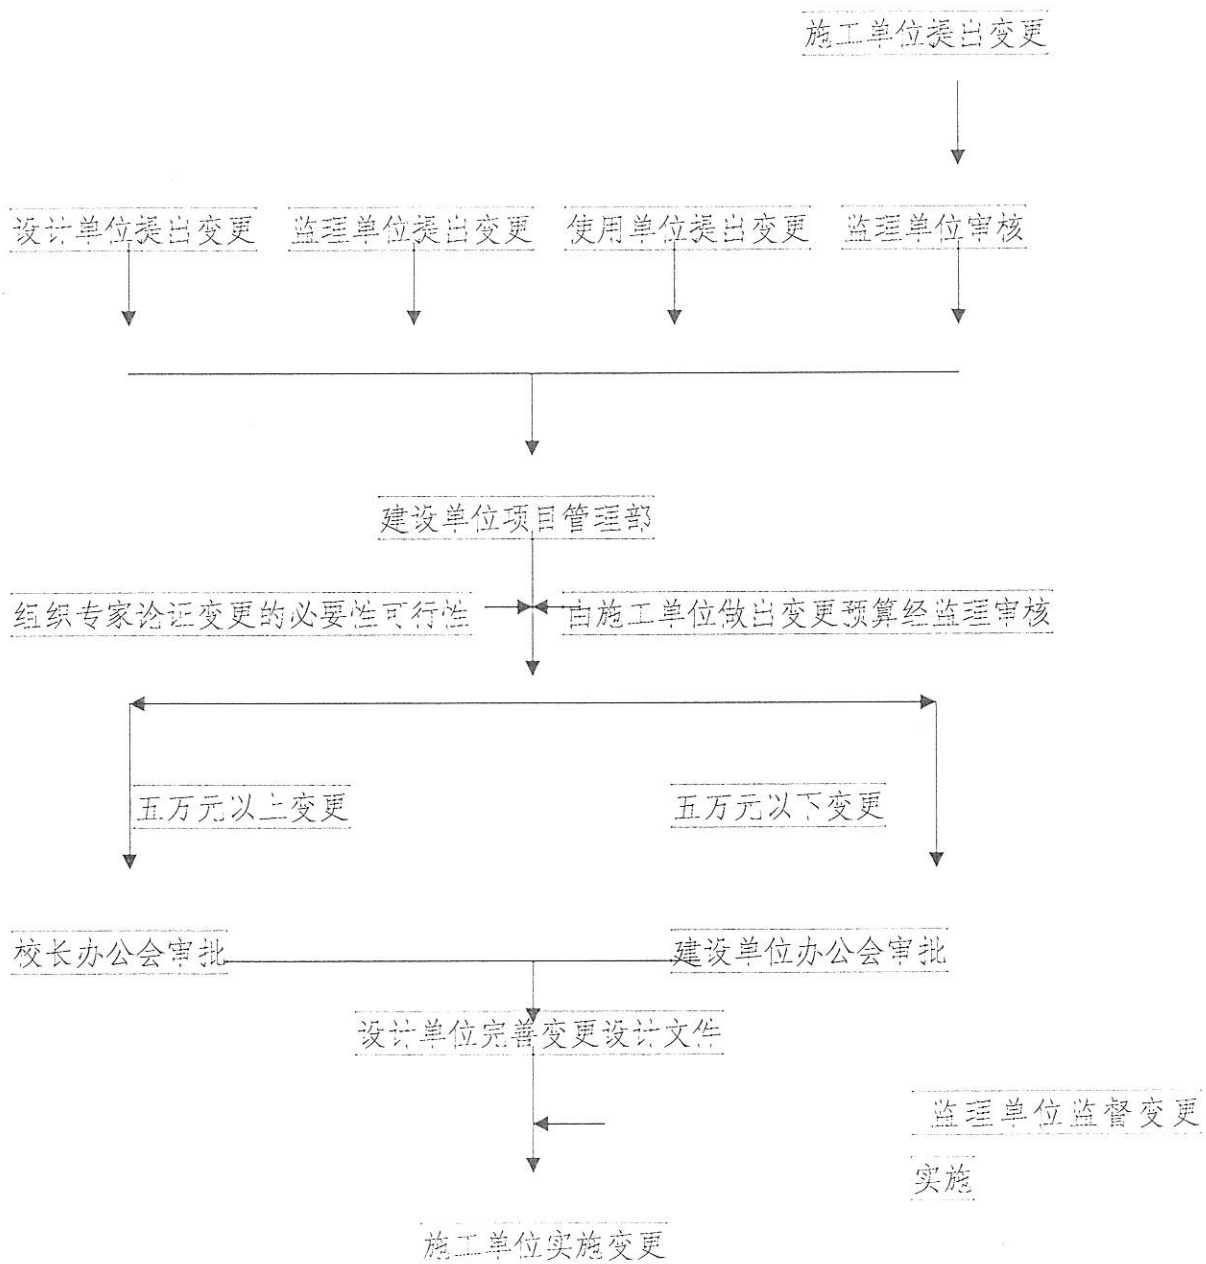 施工单位提出变更
设计单位提出变更
监理单位提出变更
使用单位提出变更
监理单位审核
建设单位项目管理部
组织专家论证变更的必要性可行性
由施工单位做出变更预算经监理审核
五万元以上变更
五万元以下变更
校长办公会审批
建设单位办公会审批
设计单位完善变更设计文件
监理单位监督变更
实施
施工单位实施变更